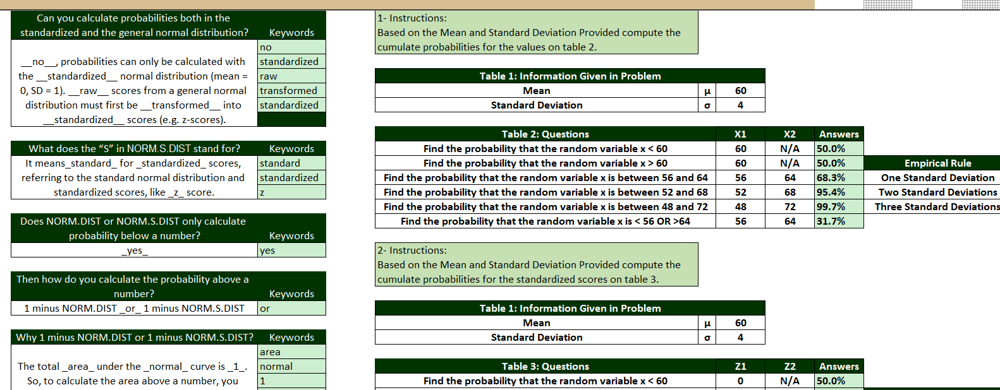 Can you calculate probabilities both in the
standardized and the general normal distribution? Keywords
no
__no__, probabilities can only be calculated with standardized
the __standardized__ normal distribution (mean = raw
0, SD = 1). __raw__ scores from a general normal transformed
distribution must first be __transformed__ into standardized
__standardized__ scores (e.g. z-scores).
What does the “S” in NORM.S.DIST stand for? Keywords
It means_standard_ for _standardized_ scores, standard
referring to the standard normal distribution and standardized
standardized scores, like _z_ score. z
Does NORM.DIST or NORM.S.DIST only calculate
probability below a number? Keywords
_yes_ yes
Then how do you calculate the probability above a
number? Keywords
1 minus NORM.DIST _or_ 1 minus NORM.S.DIST or
Why 1 minus NORM.DIST or 1 minus NORM.S.DIST? Keywords
area
The total _area_ under the _normal_ curve is _1_. normal
So, to calculate the area above a number, you 1
1- Instructions:
Based on the Mean and Standard Deviation Provided compute the
cumulate probabilities for the values on table 2.
Table 1: Information Given in Problem
Mean μ 60
Standard Deviation σ 4
Table 2: Questions X1 X2 Answers
Find the probability that the random variable x < 60 60 N/A 50.0%
Find the probability that the random variable x > 60 60 N/A 50.0% Empirical Rule
Find the probability that the random variable x is between 56 and 64 56 64 68.3% One Standard Deviation
Find the probability that the random variable x is between 52 and 68 52 68 95.4% Two Standard Deviations
Find the probability that the random variable x is between 48 and 72 48 72 99.7% Three Standard Deviations
Find the probability that the random variable x is < 56 OR >64 56 64 31.7%
2- Instructions:
Based on the Mean and Standard Deviation Provided compute the
cumulate probabilities for the standardized scores on table 3.
Table 1: Information Given in Problem
Mean μ 60
Standard Deviation σ 4
Table 3: Questions Z1 Z2 Answers
Find the probability that the random variable x < 60 0 N/A 50.0%